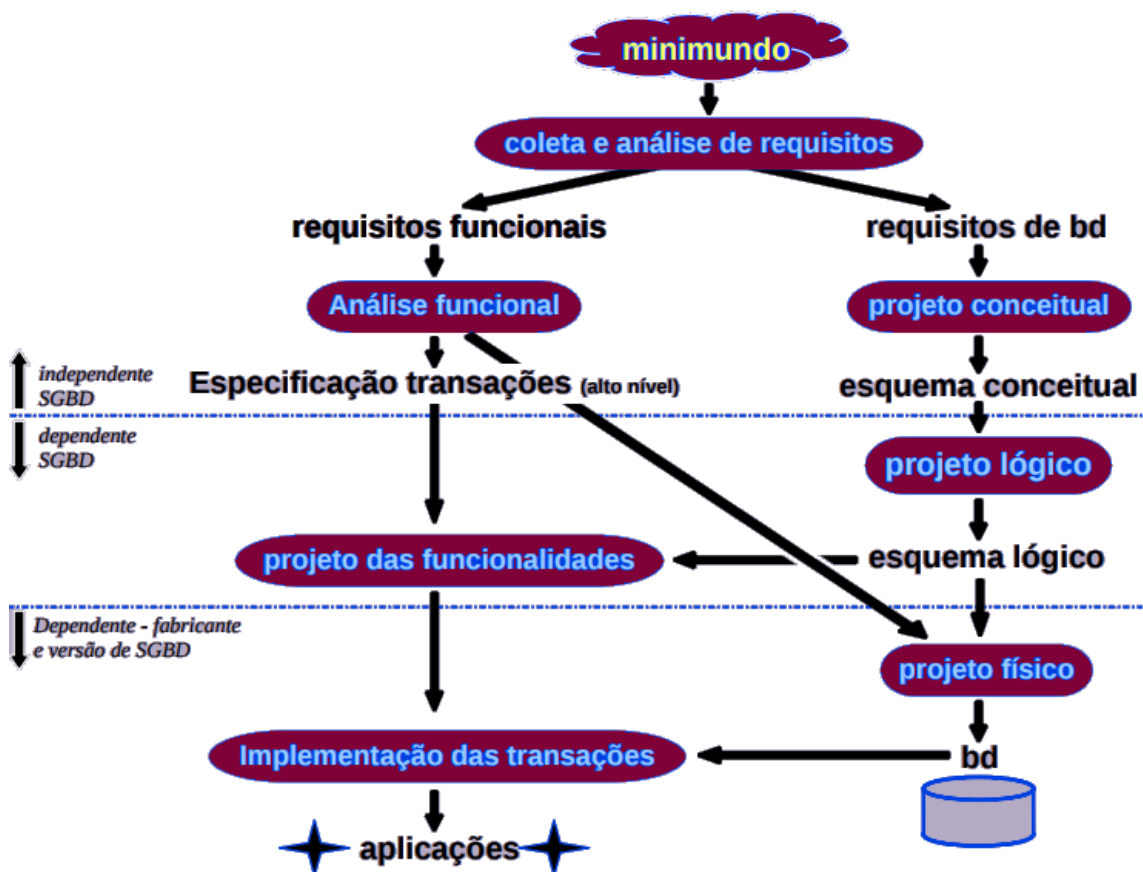 minimundo
coleta e análise de requisitos
requisitos funcionais
requisitos de bd
Análise funcional
projeto conceitual
independente
SGBD
Especificação transações (alto nível)
esquema conceitual
dependente
SGBD
projeto lógico
projeto das funcionalidades
esquema lógico
Dependente - fabricante
e versão de SGBD
projeto físico
Implementação das transações
bd
aplicações